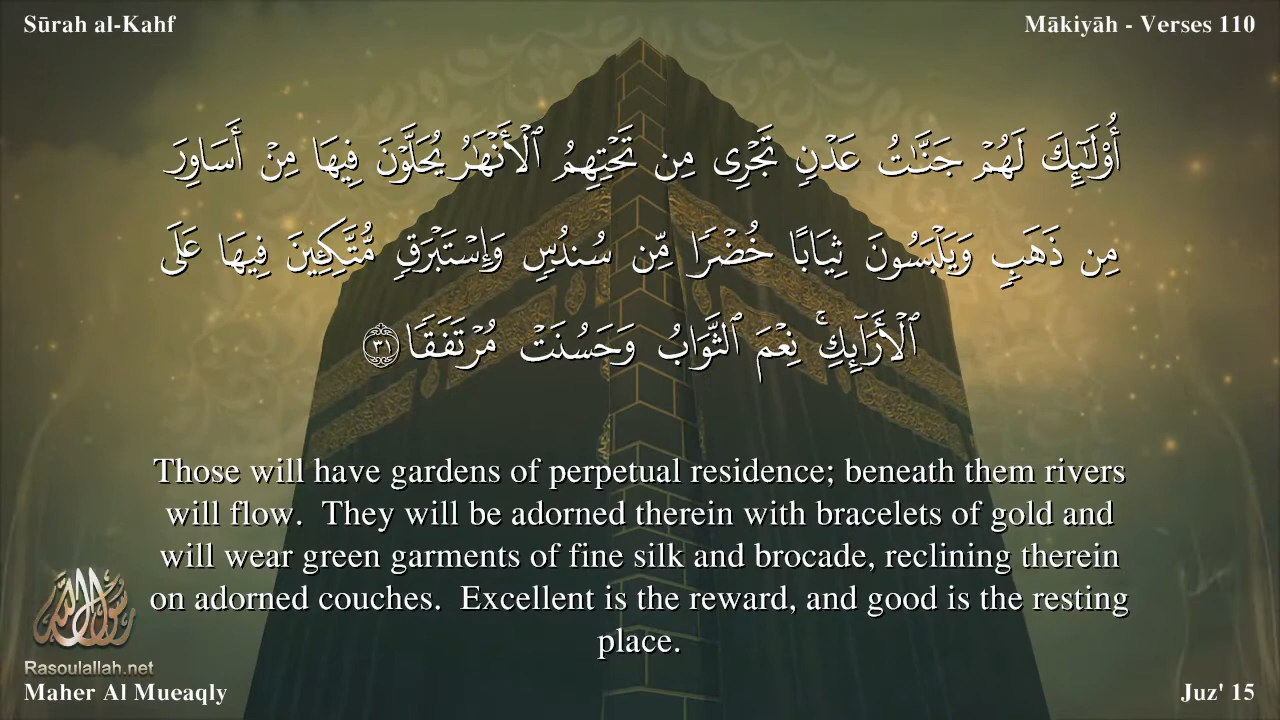 Sūrah al-Kahf
Mākiyāh - Verses 110
أُوْلَٰٓئِكَ لَهُمۡ جَنَّٰتُ عَدۡنٖ تَجۡرِي مِن تَحۡتِهِمُ ٱلۡأَنۡهَٰرُ يُحَلَّوۡنَ فِيهَا مِنۡ أَسَاوِرَ
مِن ذَهَبٖ وَيَلۡبَسُونَ ثِيَابًا خُضۡرٗا مِّن سُندُسٖ وَإِسۡتَبۡرَقٖ مُّتَّكِـِٔينَ فِيهَا عَلَى
ٱلۡأَرَآئِكِۚ نِعۡمَ ٱلثَّوَابُ وَحَسُنَتۡ مُرۡتَفَقٗا ٣١
Those will have gardens of perpetual residence; beneath them rivers
will flow. They will be adorned therein with bracelets of gold and
will wear green garments of fine silk and brocade, reclining therein
on adorned couches. Excellent is the reward, and good is the resting
place.
رسول الله
Rasoulallah.net
Maher Al Mueaqly
Juz' 15